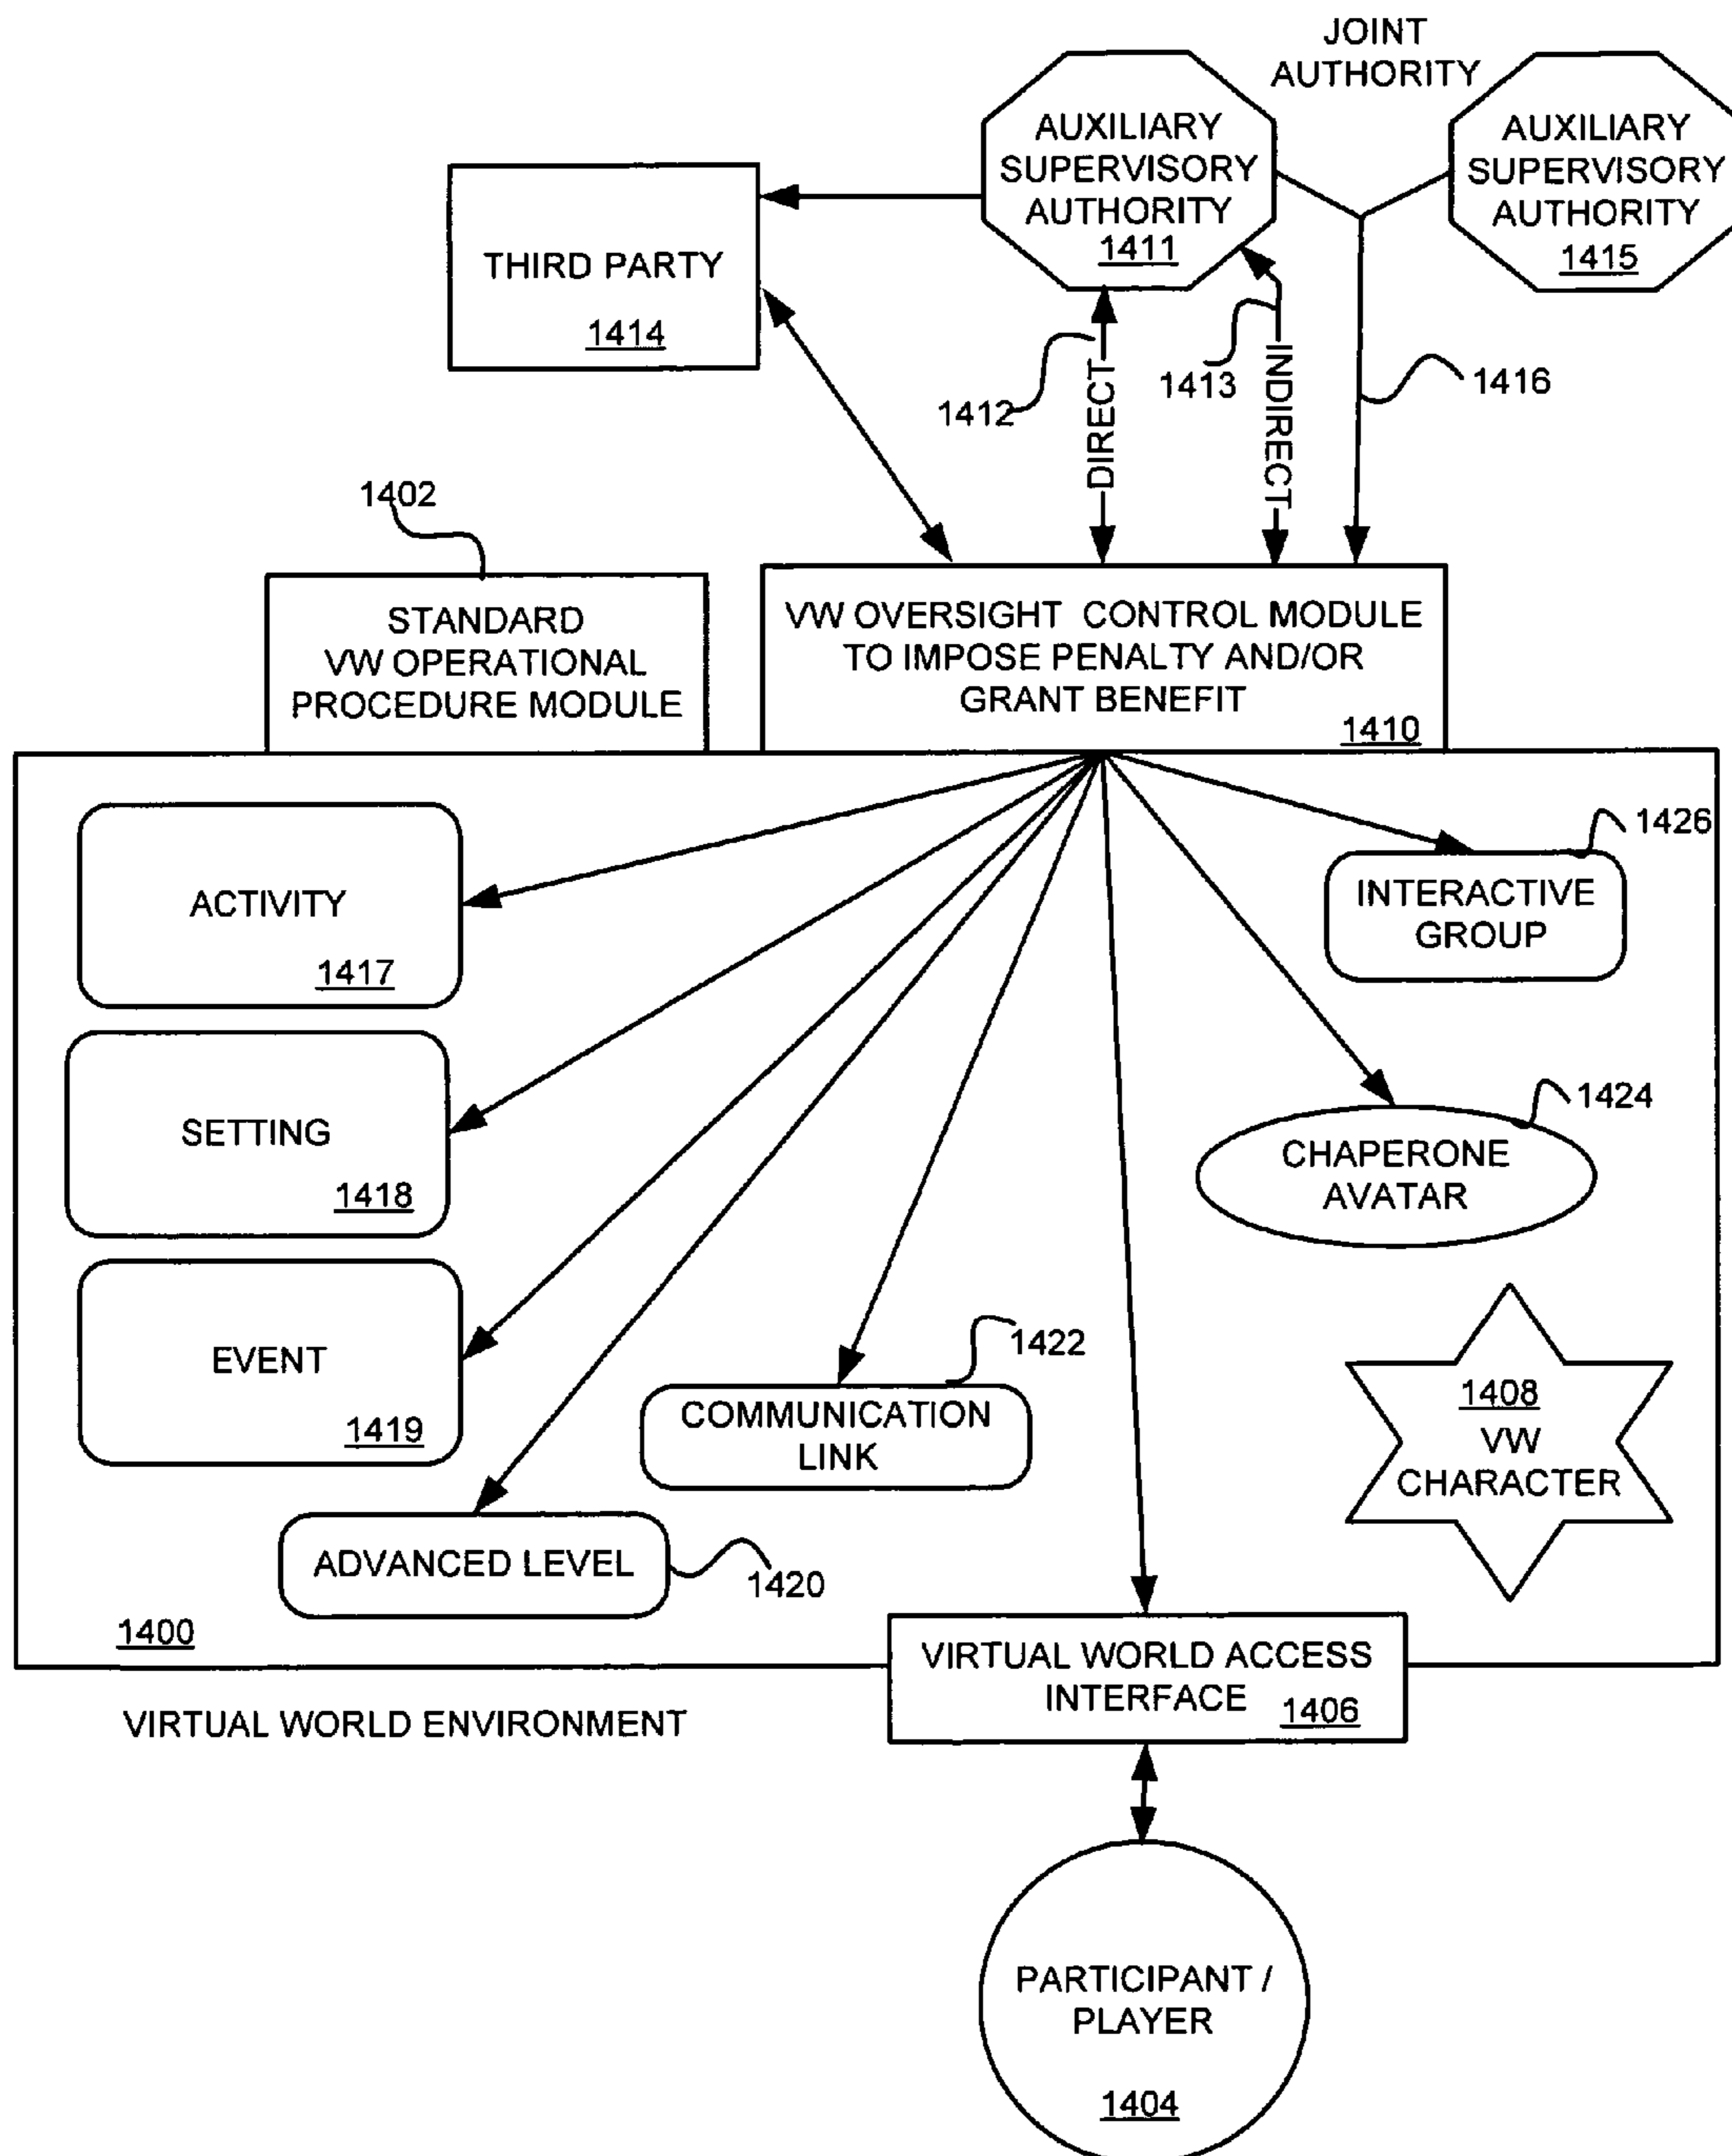 JOINT
AUTHORITY
AUXILIARY
SUPERVISORY
AUTHORITY
1411
AUXILIARY
SUPERVISORY
AUTHORITY
1415
THIRD PARTY
1414
1412
DIRECT
1413
INDIRECT
1416
1402
STANDARD
VW OPERATIONAL
PROCEDURE MODULE
VW OVERSIGHT CONTROL MODULE
TO IMPOSE PENALTY AND/OR
GRANT BENEFIT
1410
ACTIVITY
1417
1426
INTERACTIVE
GROUP
SETTING
1418
1424
CHAPERONE
AVATAR
EVENT
1419
1422
COMMUNICATION
LINK
1408
VW
CHARACTER
ADVANCED LEVEL
1420
1400
VIRTUAL WORLD ACCESS
INTERFACE
1406
VIRTUAL WORLD ENVIRONMENT
PARTICIPANT /
PLAYER
1404